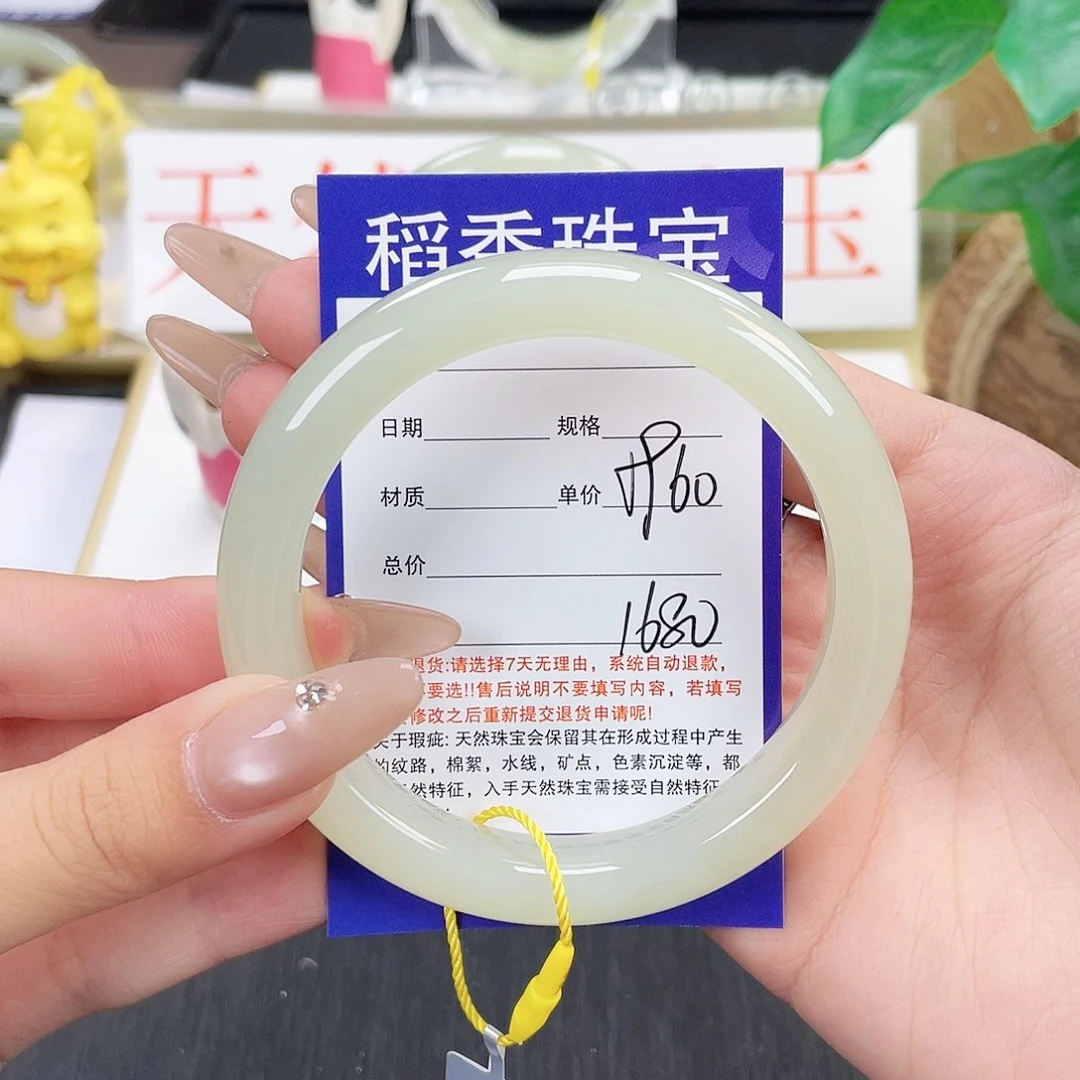 天 玉
稻香珠宝
日期 规格
材质 单价
60
总价
1680
退货:请选择7天无理由，系统自动退款，
要选!!售后说明不要填写内容，若填写
修改之后重新提交退货申请呢!
关于瑕疵: 天然珠宝会保留其在形成过程中产生
的纹路，棉絮，水线，矿点，色素沉淀等，都
然特征，入手天然珠宝需接受自然特征